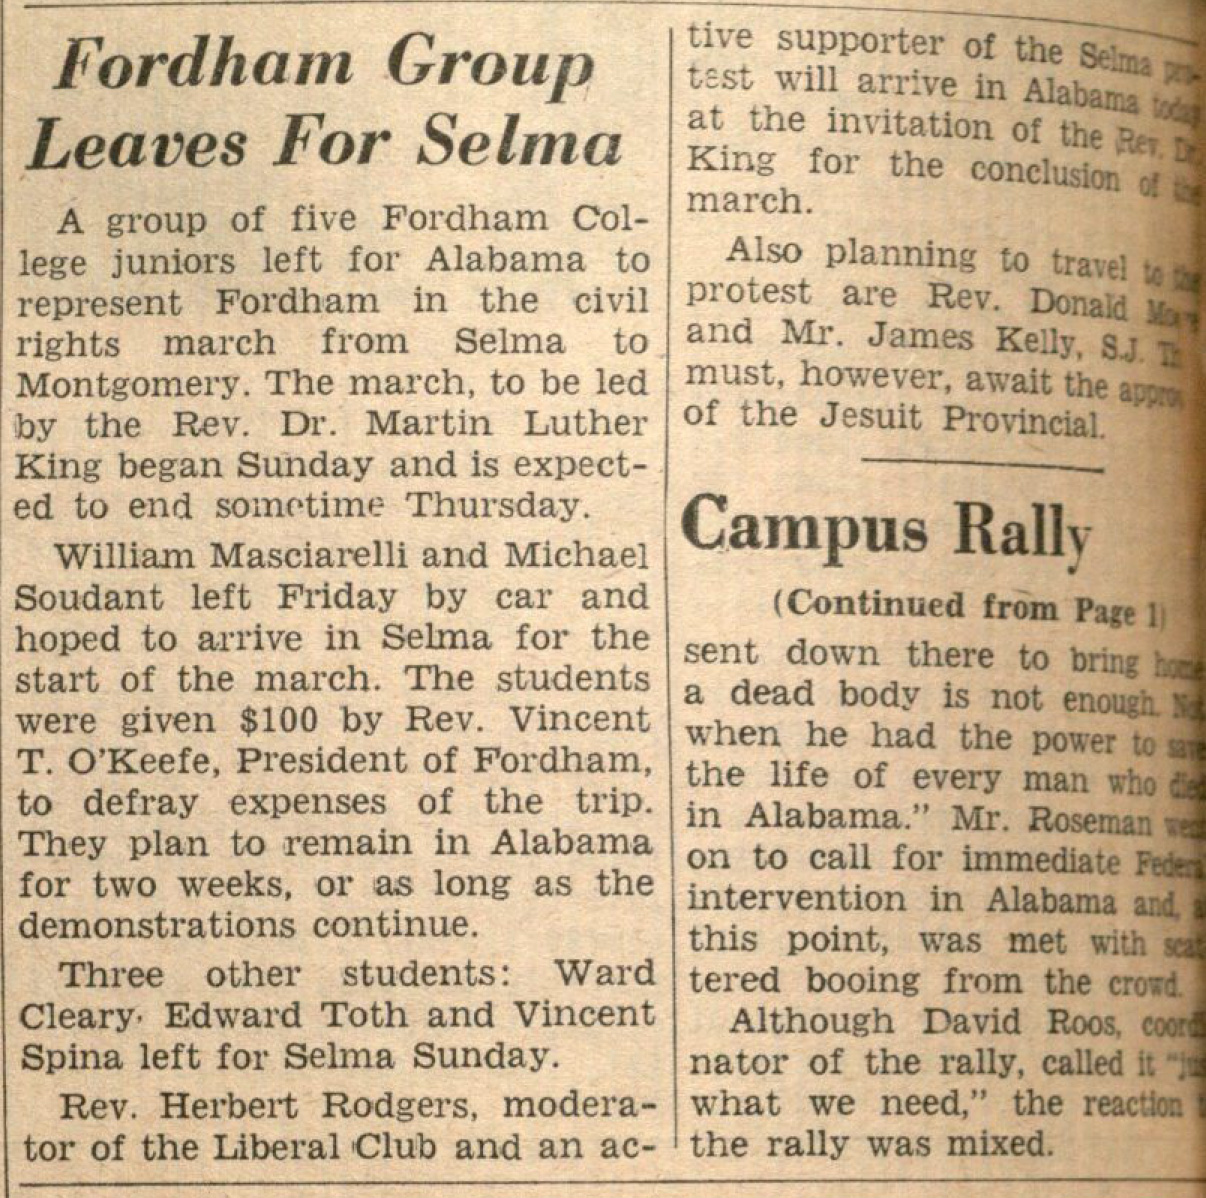 Fordham Group
Leaves For Selma
A group of five Fordham Col-
lege juniors left for Alabama to
represent Fordham in the civil
rights march from Selma to
Montgomery. The march, to be led
by the Rev. Dr. Martin Luther
King began Sunday and is expect-
ed to end sometime Thursday.
William Masciarelli and Michael
Soudant left Friday by car and
hoped to arrive in Selma for the
start of the march. The students
were given $100 by Rev. Vincent
T. O'Keefe, President of Fordham,
to defray expenses of the trip.
They plan to remain in Alabama
for two weeks, or as long as the
demonstrations continue.
Three other students: Ward
Cleary, Edward Toth and Vincent
Spina left for Selma Sunday.
Rev. Herbert Rodgers, modera-
tor of the Liberal Club and an ac-
tive supporter of the Selma pro-
test will arrive in Alabama today
at the invitation of the Rev. Dr.
King for the conclusion of the
march.
Also planning to travel to the
protest are Rev. Donald
and Mr. James Kelly, S.J.
must, however, await the
of the Jesuit Provincial.
Campus Rally
(Continued from Page 1)
sent down there to bring home
a dead body is not enough.
when he had the power to save
the life of every man who died
in Alabama." Mr. Roseman went
on to call for immediate
intervention in Alabama and,
this point, was met with scat-
tered booing from the crowd.
Although David Roos,
nator of the rally, called it
what we need," the reaction
the rally was mixed.